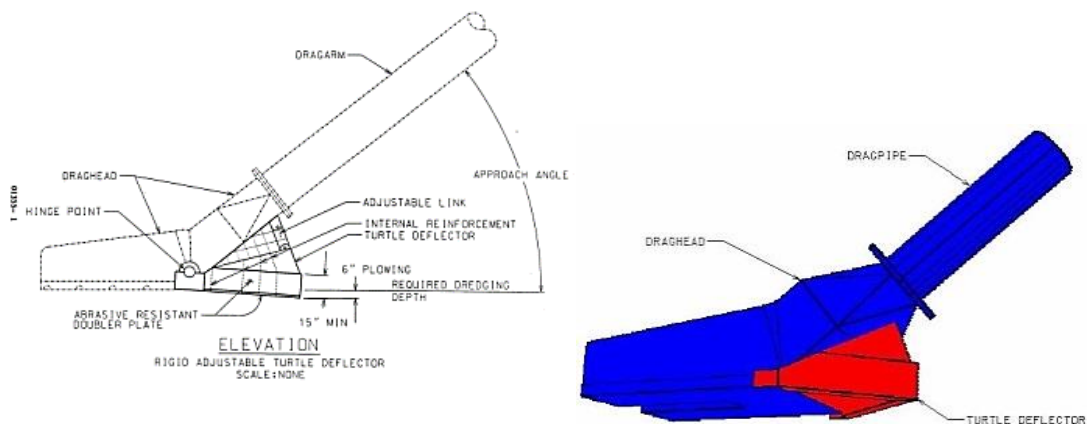 DRAGARM
DRAGHEAD
HINGE POINT
APPROACH ANGLE
ADJUSTABLE LINK
INTERNAL REINFORCEMENT
TURTLE DEFLECTOR
6" PLOWING
REQUIRED DREDGING
DEPTH
ABRASIVE RESISTANT
DOUBLER PLATE
15" MIN
ELEVATION
RIGID ADJUSTABLE TURTLE DEFLECTOR
SCALE:NONE
DRAGPIPE
DRAGHEAD
TURTLE DEFLECTOR